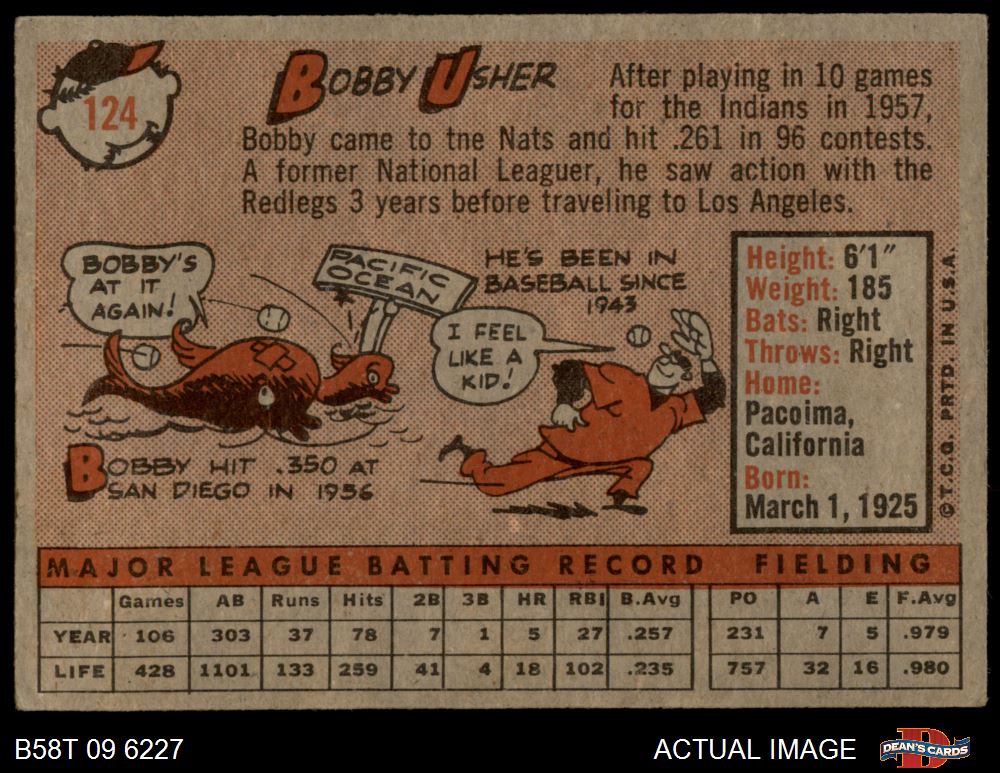 124
BOBBY USHER
After playing in 10 games
for the Indians in 1957,
Bobby came to tne Nats and hit .261 in 96 contests.
A former National Leaguer, he saw action with the
Redlegs 3 years before traveling to Los Angeles.
BOBBY'S
AT IT
AGAIN!
PACIFIC
OCEAN
BOBBY HIT .350 AT
SAN DIEGO IN 1956
HE'S BEEN IN
BASEBALL SINCE
1943
I FEEL
LIKE A
KID!
Height: 6'1"
Weight: 185
Bats: Right
Throws: Right
Home:
Pacoima,
California
Born:
March 1, 1925
©T.C.G. PRTD. IN U.S.A.
MAJOR LEAGUE BATTING RECORD FIELDING
Games AB Runs Hits 2B 3B HR RBI B.Avg PO A E F.Avg
YEAR 106 303 37 78 7 1 5 27 .257 231 7 5 .979
LIFE 428 1101 133 259 41 4 18 102 .235 757 32 16 .980
B58T 09 6227
ACTUAL IMAGE
DEAN'S CARDS